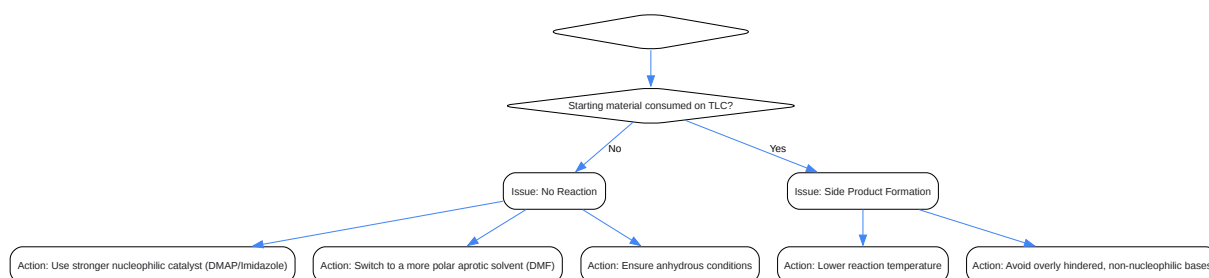 Starting material consumed on TLC?
No
Yes
Issue: No Reaction
Issue: Side Product Formation
Action: Use stronger nucleophilic catalyst (DMAP/Imidazole)
Action: Switch to a more polar aprotic solvent (DMF)
Action: Ensure anhydrous conditions
Action: Lower reaction temperature
Action: Avoid overly hindered, non-nucleophilic bases